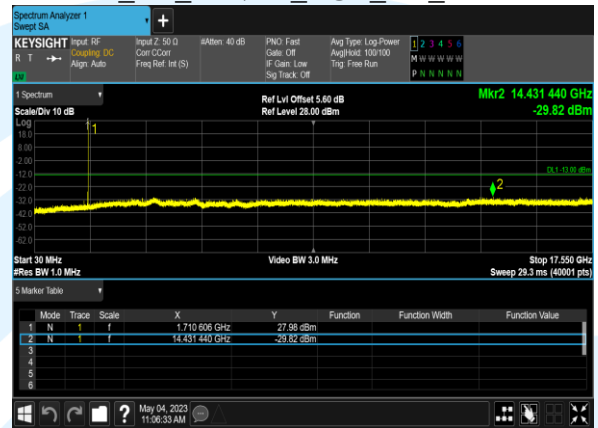 Spectrum Analyzer 1
Swept SA
+
KEYSIGHT Input: RF Input Z: 50 Ω #Atten: 40 dB PNO: Fast Avg Type: Log-Power 1 2 3 4 5 6
R T Coupling: DC Corr CCorr Gate: Off Avg|Hold: 100/100 M W W W W W
Align: Auto Freq Ref: Int (S) IF Gain: Low Trig: Free Run
LVI Sig Track: Off P N N N N N
1 Spectrum Ref Lvl Offset 5.60 dB Mkr2 14.431 440 GHz
Scale/Div 10 dB Ref Level 28.00 dBm -29.82 dBm
Log
1
18.0
8.00
-2.00
-12.0 DL1 -13.00 dBm
-22.0 2
-32.0
-42.0
-52.0
-62.0
Start 30 MHz Video BW 3.0 MHz Stop 17.550 GHz
#Res BW 1.0 MHz Sweep 29.3 ms (40001 pts)
5 Marker Table
Mode Trace Scale X Y Function Function Width Function Value
1 N 1 f 1.710 606 GHz 27.98 dBm
2 N 1 f 14.431 440 GHz -29.82 dBm
3
4
5
6
? May 04, 2023
11:06:33 AM